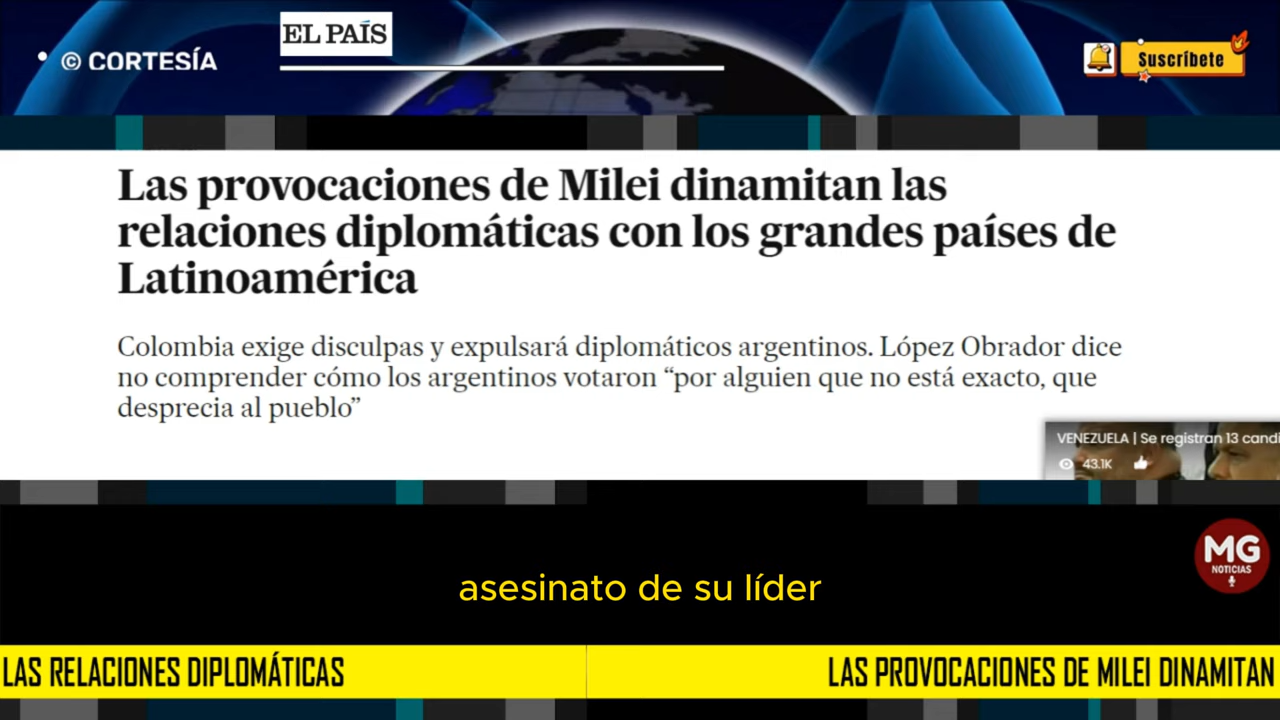 EL PAÍS
© CORTESÍA
Suscríbete
Las provocaciones de Milei dinamitan las
relaciones diplomáticas con los grandes países de
Latinoamérica
Colombia exige disculpas y expulsará diplomáticos argentinos. López Obrador dice
no comprender cómo los argentinos votaron “por alguien que no está exacto, que
desprecia al pueblo”
VENEZUELA | Se registran 13 candi
43.1K
MG
NOTICIAS
asesinato de su líder
LAS RELACIONES DIPLOMÁTICAS
LAS PROVOCACIONES DE MILEI DINAMITAN